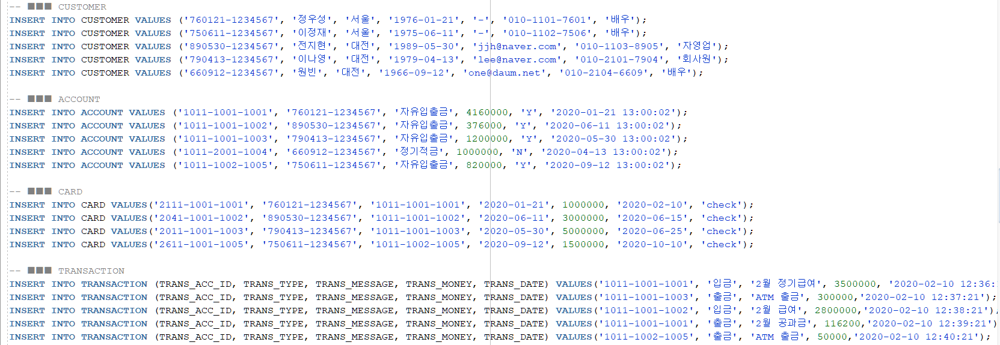 -- ■■■ CUSTOMER
INSERT INTO CUSTOMER VALUES ('760121-1234567', '정우성', '서울', '1976-01-21', '-', '010-1101-7601', '배우');
INSERT INTO CUSTOMER VALUES ('750611-1234567', '이정재', '서울', '1975-06-11', '-', '010-1102-7506', '배우');
INSERT INTO CUSTOMER VALUES ('890530-1234567', '전지현', '대전', '1989-05-30', 'jjh@naver.com', '010-1103-8905', '자영업');
INSERT INTO CUSTOMER VALUES ('790413-1234567', '이나영', '대전', '1979-04-13', 'lee@naver.com', '010-2101-7904', '회사원');
INSERT INTO CUSTOMER VALUES ('660912-1234567', '원빈', '대전', '1966-09-12', 'one@daum.net', '010-2104-6609', '배우');
-- ■■■ ACCOUNT
INSERT INTO ACCOUNT VALUES ('1011-1001-1001', '760121-1234567', '자유입출금', 4160000, 'Y', '2020-01-21 13:00:02');
INSERT INTO ACCOUNT VALUES ('1011-1001-1002', '890530-1234567', '자유입출금', 376000, 'Y', '2020-06-11 13:00:02');
INSERT INTO ACCOUNT VALUES ('1011-1001-1003', '790413-1234567', '자유입출금', 1200000, 'Y', '2020-05-30 13:00:02');
INSERT INTO ACCOUNT VALUES ('1011-2001-1004', '660912-1234567', '정기적금', 1000000, 'N', '2020-04-13 13:00:02');
INSERT INTO ACCOUNT VALUES ('1011-1002-1005', '750611-1234567', '자유입출금', 820000, 'Y', '2020-09-12 13:00:02');
-- ■■■ CARD
INSERT INTO CARD VALUES('2111-1001-1001', '760121-1234567', '1011-1001-1001', '2020-01-21', 1000000, '2020-02-10', 'check');
INSERT INTO CARD VALUES('2041-1001-1002', '890530-1234567', '1011-1001-1002', '2020-06-11', 3000000, '2020-06-15', 'check');
INSERT INTO CARD VALUES('2011-1001-1003', '790413-1234567', '1011-1001-1003', '2020-05-30', 5000000, '2020-06-25', 'check');
INSERT INTO CARD VALUES('2611-1001-1005', '750611-1234567', '1011-1002-1005', '2020-09-12', 1500000, '2020-10-10', 'check');
-- ■■■ TRANSACTION
INSERT INTO TRANSACTION (TRANS_ACC_ID, TRANS_TYPE, TRANS_MESSAGE, TRANS_MONEY, TRANS_DATE) VALUES('1011-1001-1001', '입금', '2월 정기급여', 3500000, '2020-02-10 12:36:
INSERT INTO TRANSACTION (TRANS_ACC_ID, TRANS_TYPE, TRANS_MESSAGE, TRANS_MONEY, TRANS_DATE) VALUES('1011-1001-1003', '출금', 'ATM 출금', 300000,'2020-02-10 12:37:21');
INSERT INTO TRANSACTION (TRANS_ACC_ID, TRANS_TYPE, TRANS_MESSAGE, TRANS_MONEY, TRANS_DATE) VALUES('1011-1001-1002', '입금', '2월 급여', 2800000,'2020-02-10 12:38:21')
INSERT INTO TRANSACTION (TRANS_ACC_ID, TRANS_TYPE, TRANS_MESSAGE, TRANS_MONEY, TRANS_DATE) VALUES('1011-1001-1001', '출금', '2월 공과금', 116200,'2020-02-10 12:39:21')
INSERT INTO TRANSACTION (TRANS_ACC_ID, TRANS_TYPE, TRANS_MESSAGE, TRANS_MONEY, TRANS_DATE) VALUES('1011-1002-1005', '출금', 'ATM 출금', 50000,'2020-02-10 12:40:21');